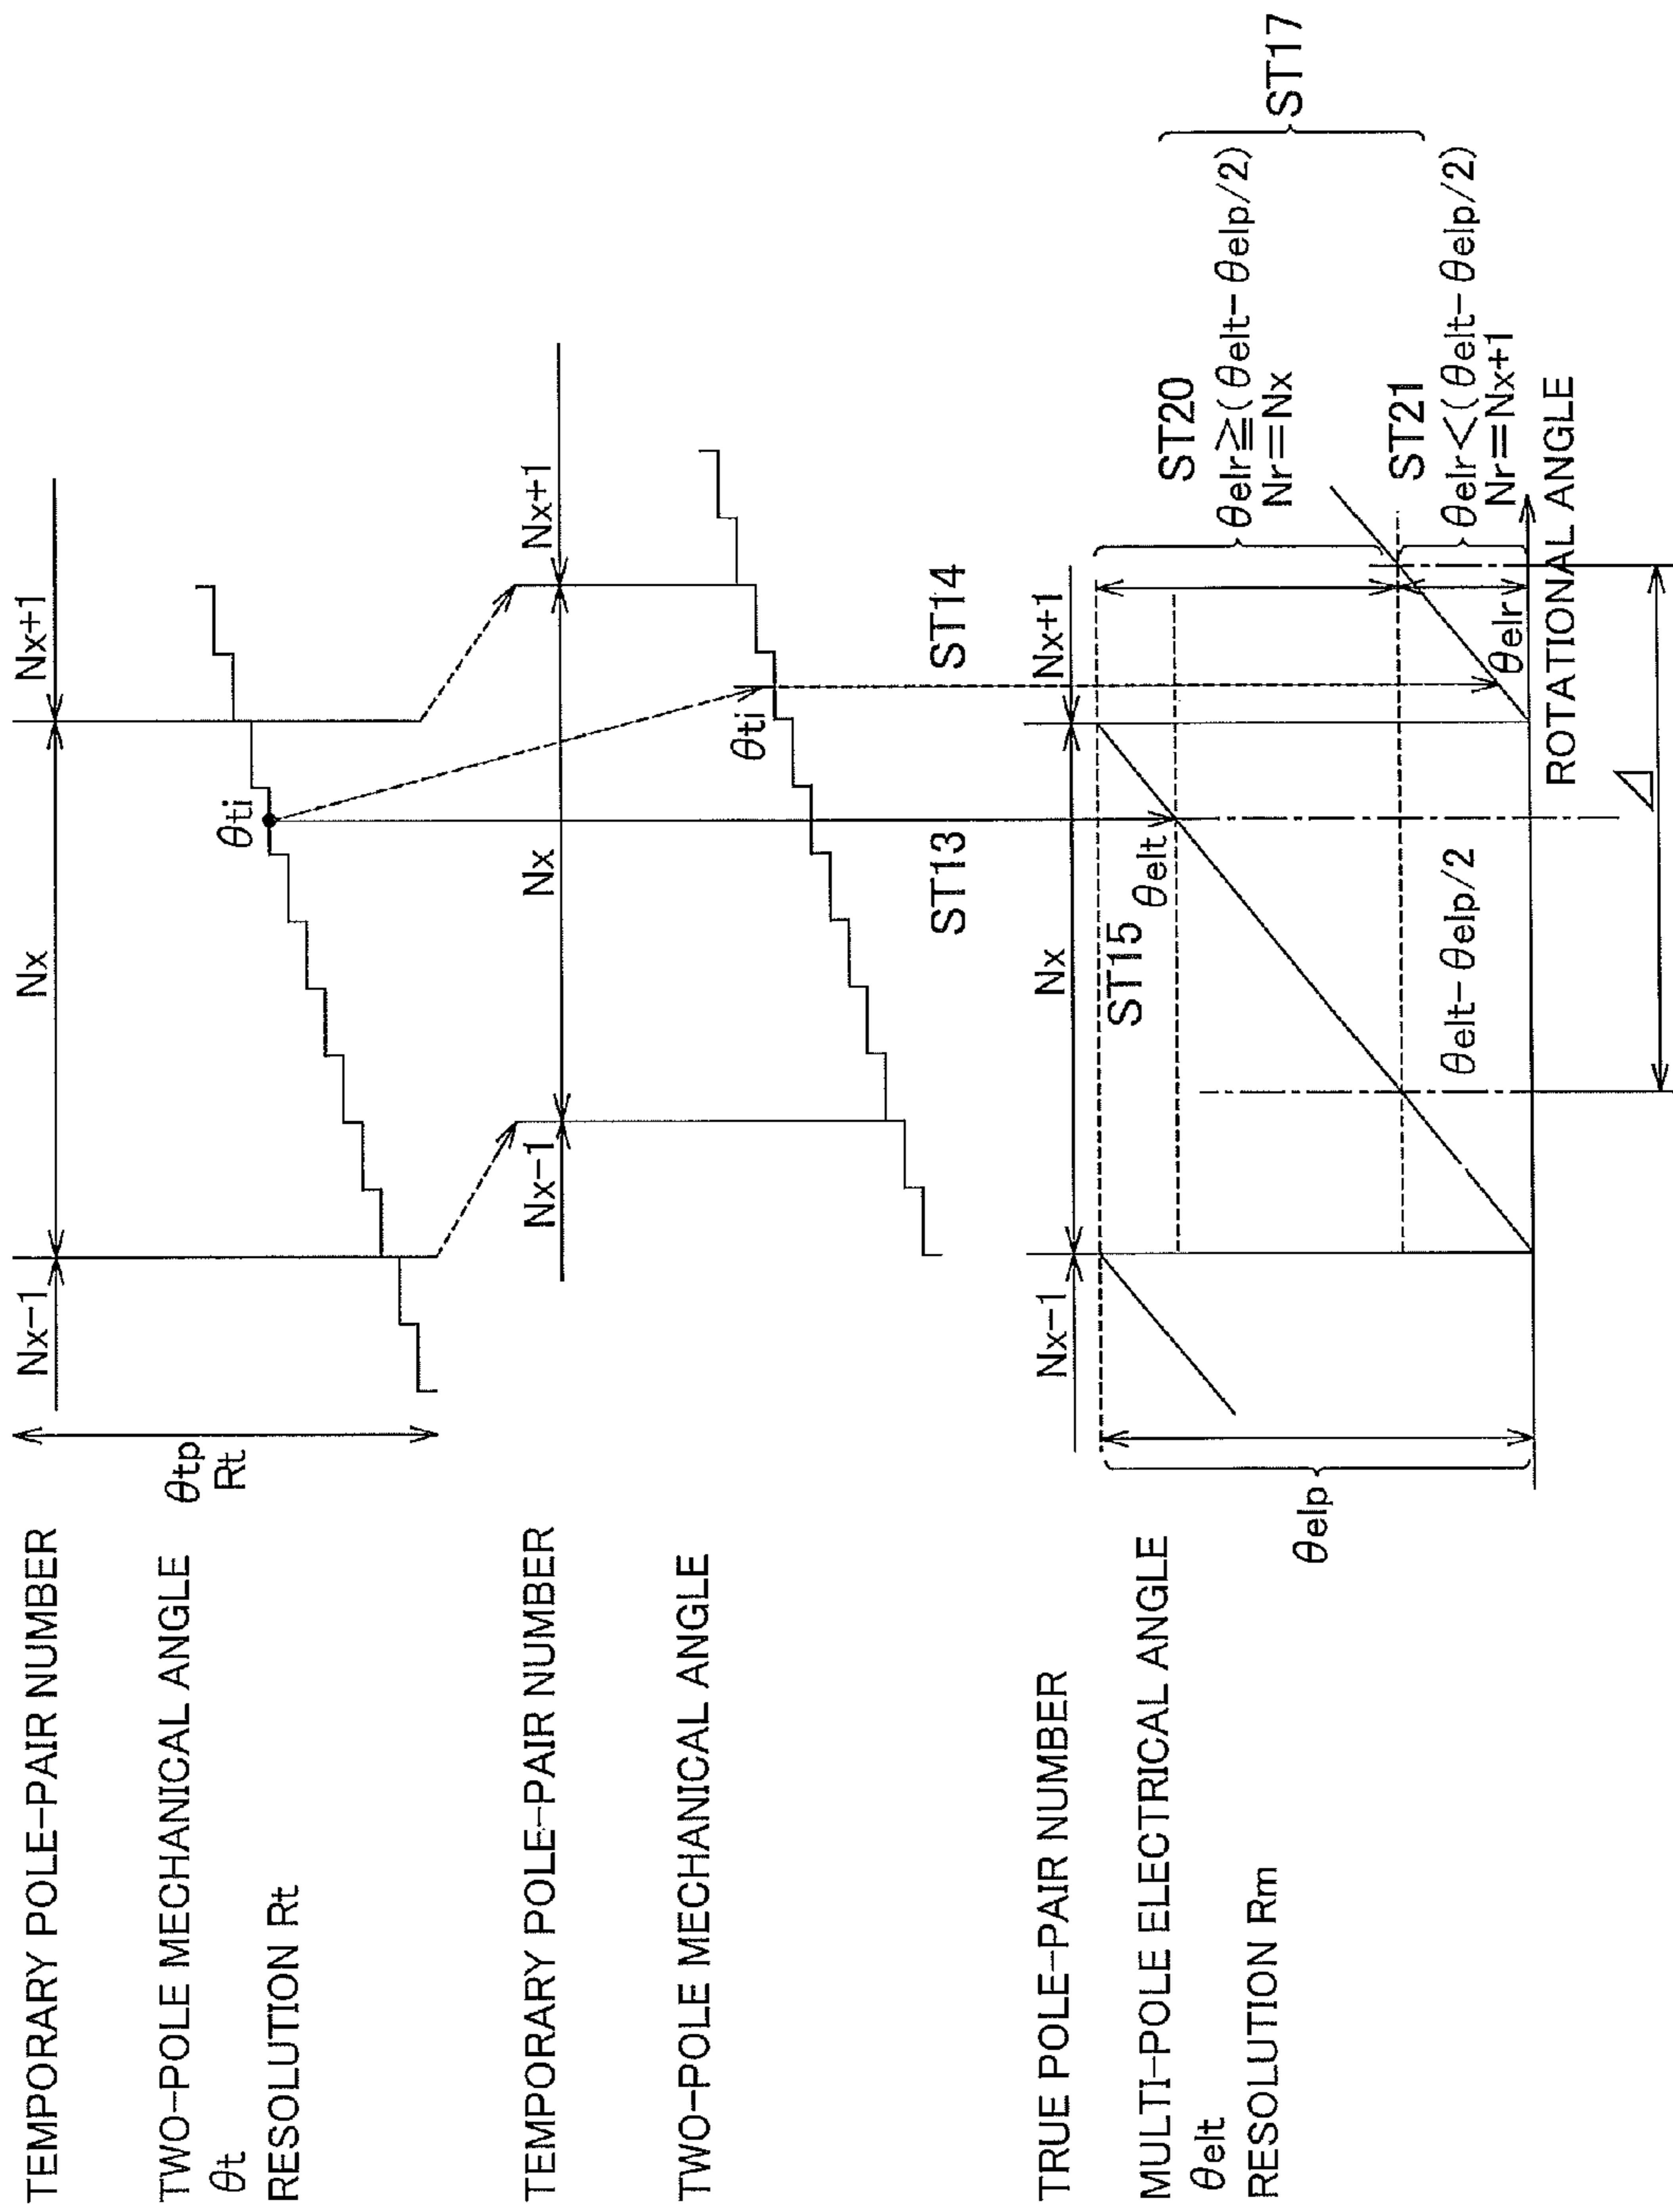 TEMPORARY POLE-PAIR NUMBER
Nx-1
Nx
Nx+1
TWO-POLE MECHANICAL ANGLE
θt
RESOLUTION Rt
θtp
Rt
θti
TEMPORARY POLE-PAIR NUMBER
Nx-1
Nx
Nx+1
TWO-POLE MECHANICAL ANGLE
θti
ST13
ST14
TRUE POLE-PAIR NUMBER
Nx-1
Nx
Nx+1
MULTI-POLE ELECTRICAL ANGLE
θelt
RESOLUTION Rm
θelp
ST15
θelt
θelt-θelp/2
θelr
ST20
θelr≧(θelt-θelp/2)
Nr=Nx
ST21
θelr<(θelt-θelp/2)
Nr=Nx+1
ST17
ROTATIONAL ANGLE
Δ